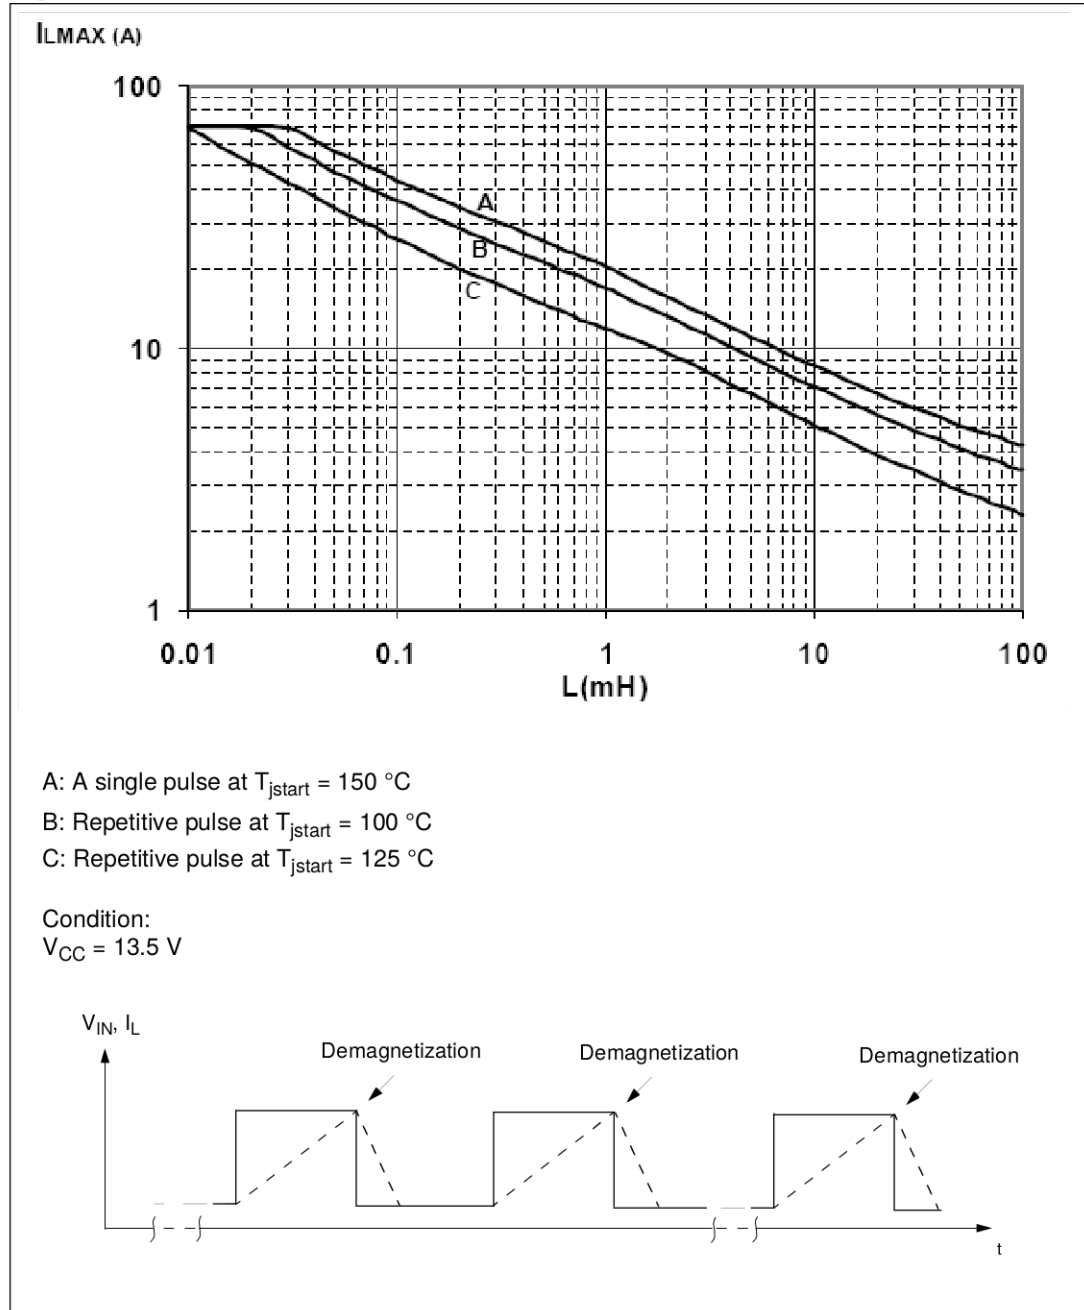 ILMAX (A)
100
A
B
C
10
1
0.01 0.1 1 10 100
L(mH)
A: A single pulse at Tjstart = 150 °C
B: Repetitive pulse at Tjstart = 100 °C
C: Repetitive pulse at Tjstart = 125 °C
Condition:
VCC = 13.5 V
VIN, IL
Demagnetization Demagnetization Demagnetization
t